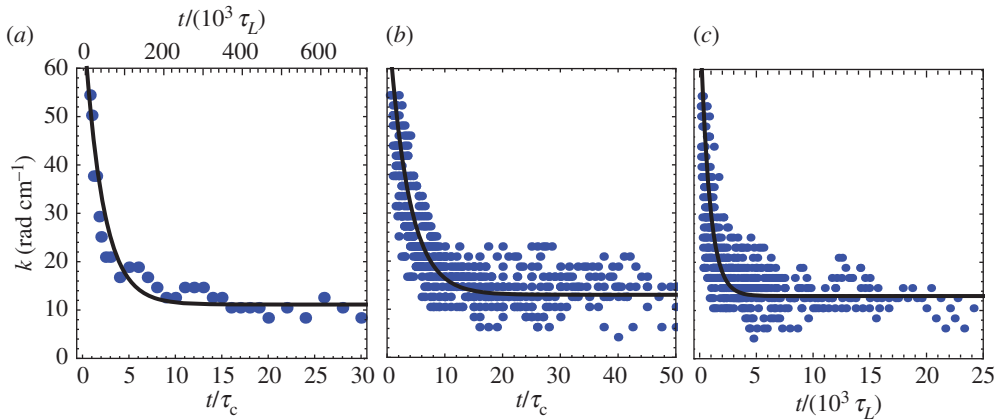 (a) t/(10³ τL) (b) (c)
0 200 400 600
60
50
40
30
20
10
0
k (rad cm⁻¹)
0 5 10 15 20 25 30
t/τc
0 10 20 30 40 50
t/τc
0 5 10 15 20 25
t/(10³ τL)